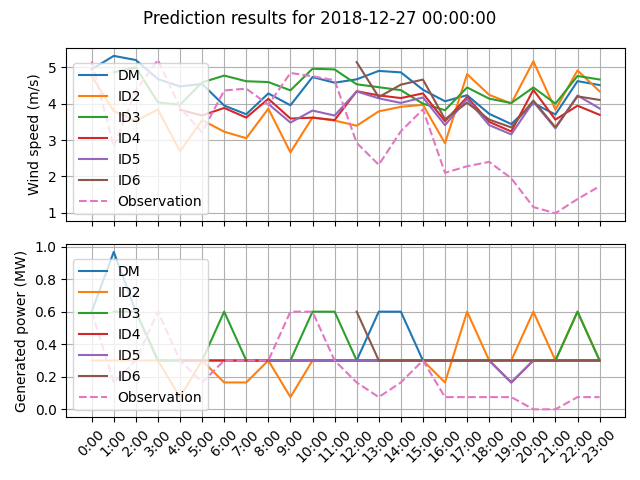 Prediction results for 2018-12-27 00:00:00
Wind speed (m/s)
5
4
3
2
1
DM
ID2
ID3
ID4
ID5
ID6
Observation
Generated power (MW)
1.0
0.8
0.6
0.4
0.2
0.0
DM
ID2
ID3
ID4
ID5
ID6
Observation
0:00 1:00 2:00 3:00 4:00 5:00 6:00 7:00 8:00 9:00 10:00 11:00 12:00 13:00 14:00 15:00 16:00 17:00 18:00 19:00 20:00 21:00 22:00 23:00